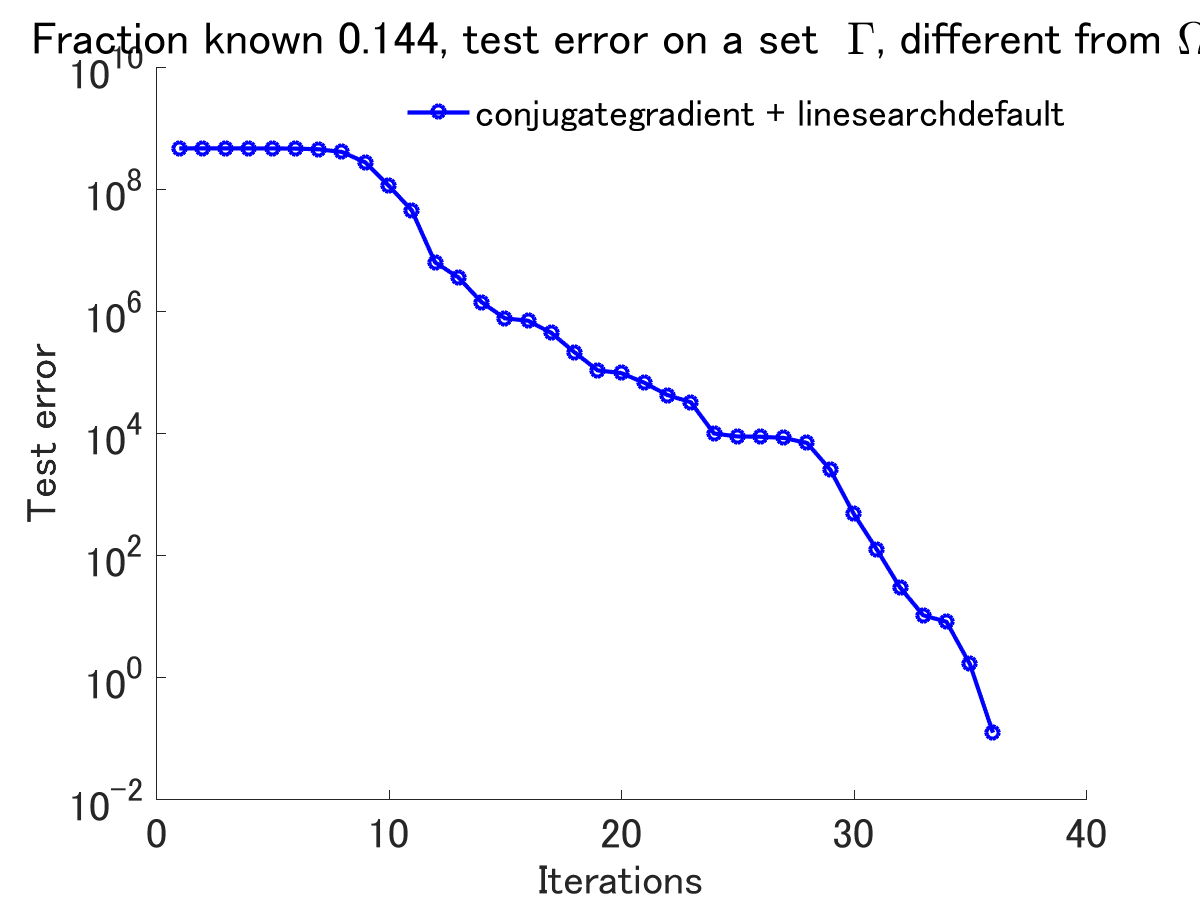 Fraction known 0.144, test error on a set Γ, different from Ω
10^10
conjugategradient + linesearchdefault
10^8
10^6
Test error
10^4
10^2
10^0
10^-2
0 10 20 30 40
Iterations